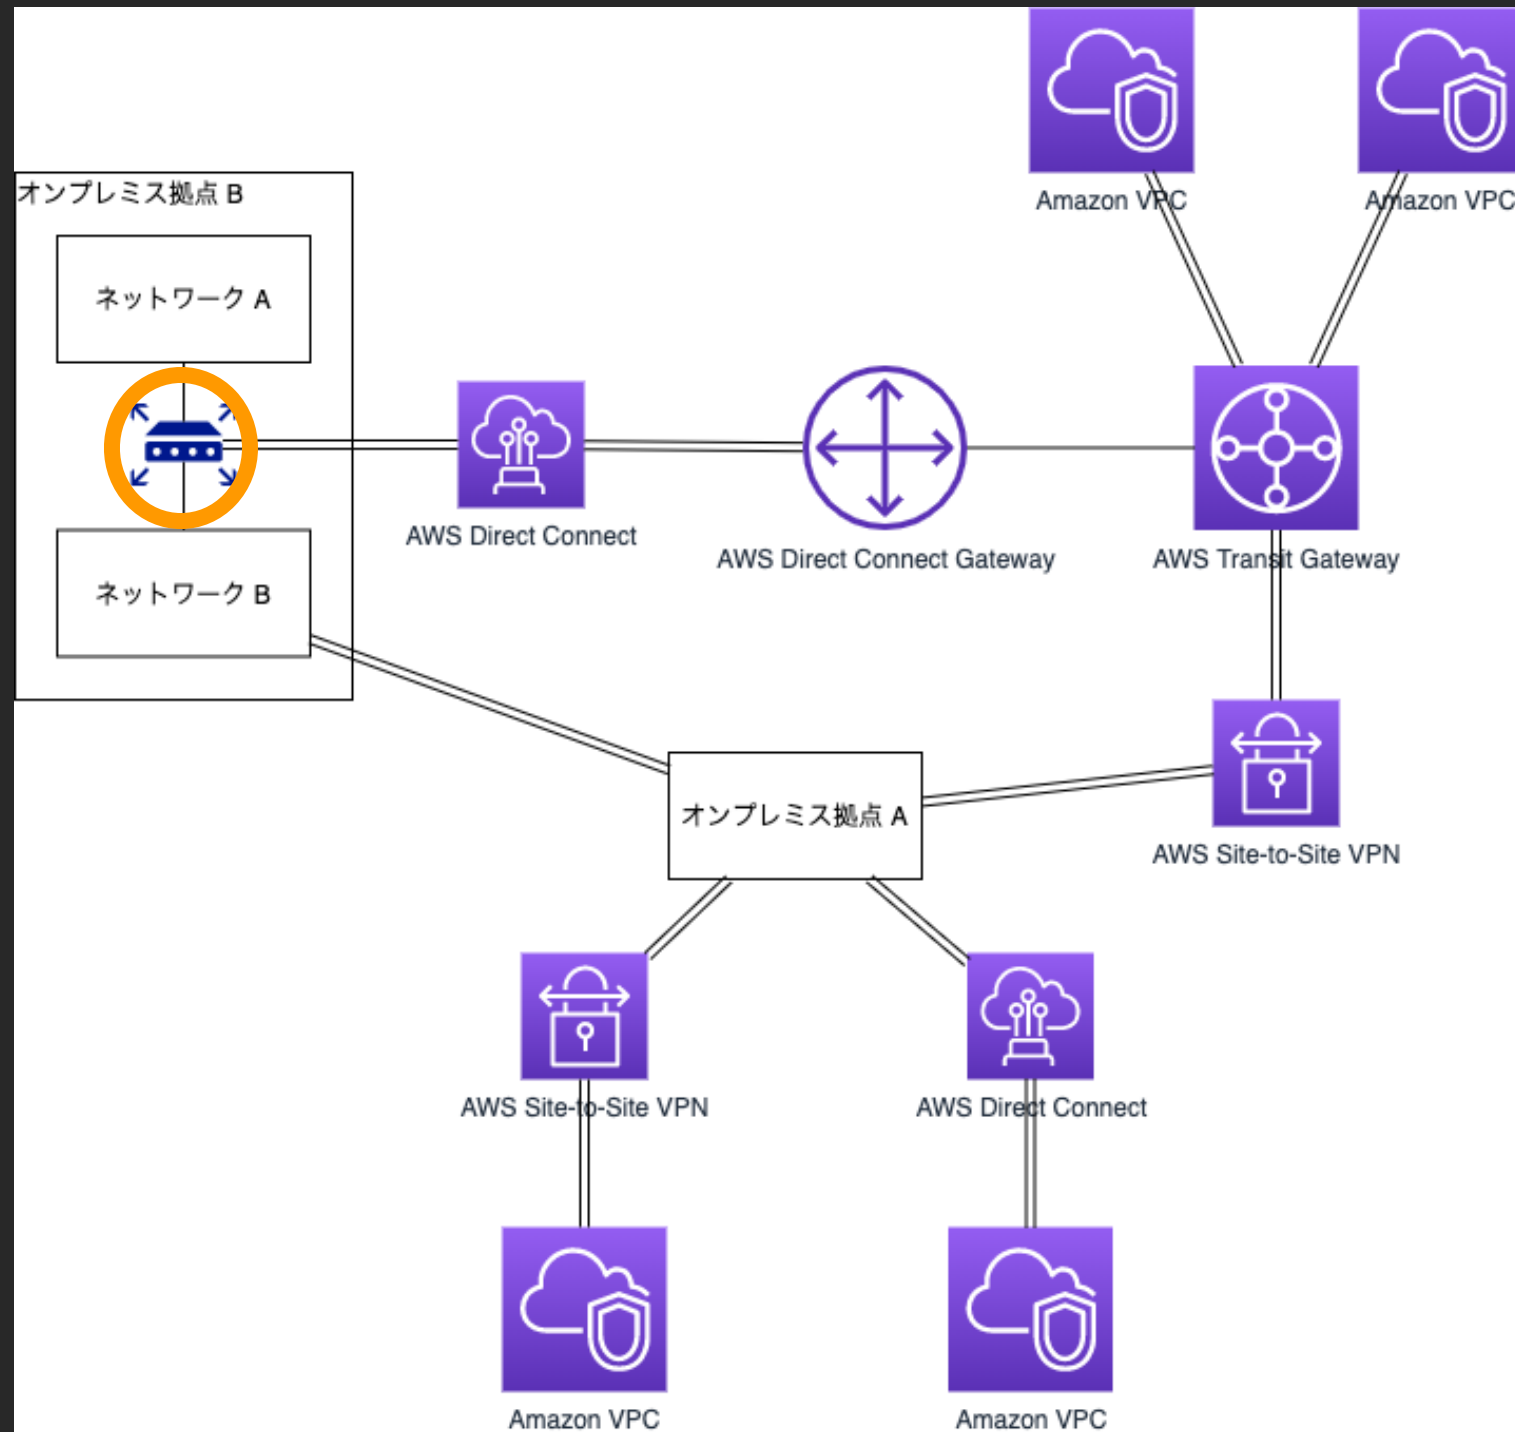 Amazon VPC
Amazon VPC
オンプレミス拠点 B
ネットワーク A
AWS Direct Connect
AWS Direct Connect Gateway
AWS Transit Gateway
ネットワーク B
オンプレミス拠点 A
AWS Site-to-Site VPN
AWS Site-to-Site VPN
AWS Direct Connect
Amazon VPC
Amazon VPC